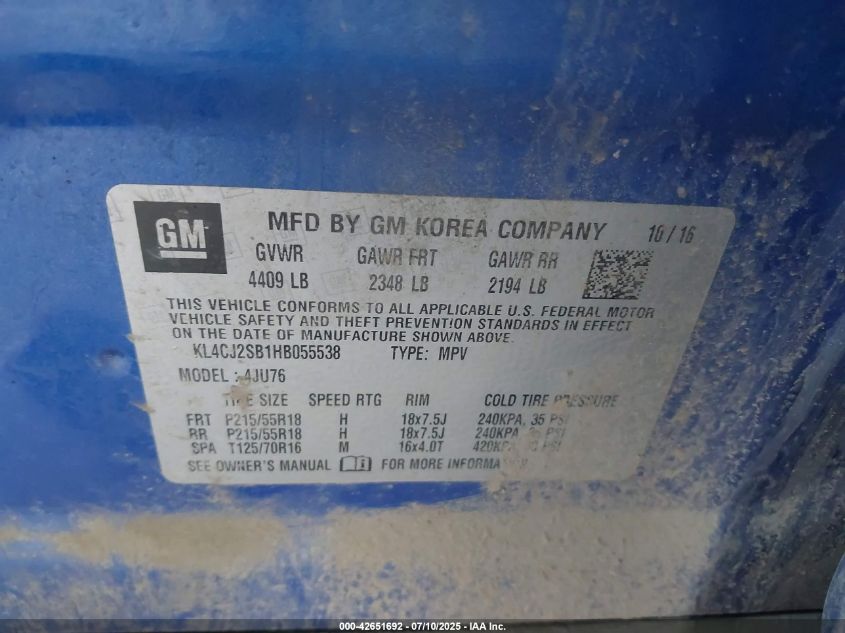 GM MFD BY GM KOREA COMPANY 10/16
GVWR GAWR FRT GAWR RR
4409 LB 2348 LB 2194 LB
THIS VEHICLE CONFORMS TO ALL APPLICABLE U.S. FEDERAL MOTOR
VEHICLE SAFETY AND THEFT PREVENTION STANDARDS IN EFFECT
ON THE DATE OF MANUFACTURE SHOWN ABOVE.
KL4CJ2SB1HB055538 TYPE: MPV
MODEL: 4JU76
TIRE SIZE SPEED RTG RIM COLD TIRE PRESSURE
FRT P215/55R18 H 18x7.5J 240KPA, 35 PSI
RR P215/55R18 H 18x7.5J 240KPA, PSI
SPA T125/70R16 M 16x4.0T 420KPA, PSI
SEE OWNER'S MANUAL FOR MORE INFORMA
000-42651692 - 07/10/2025 - IAA Inc.